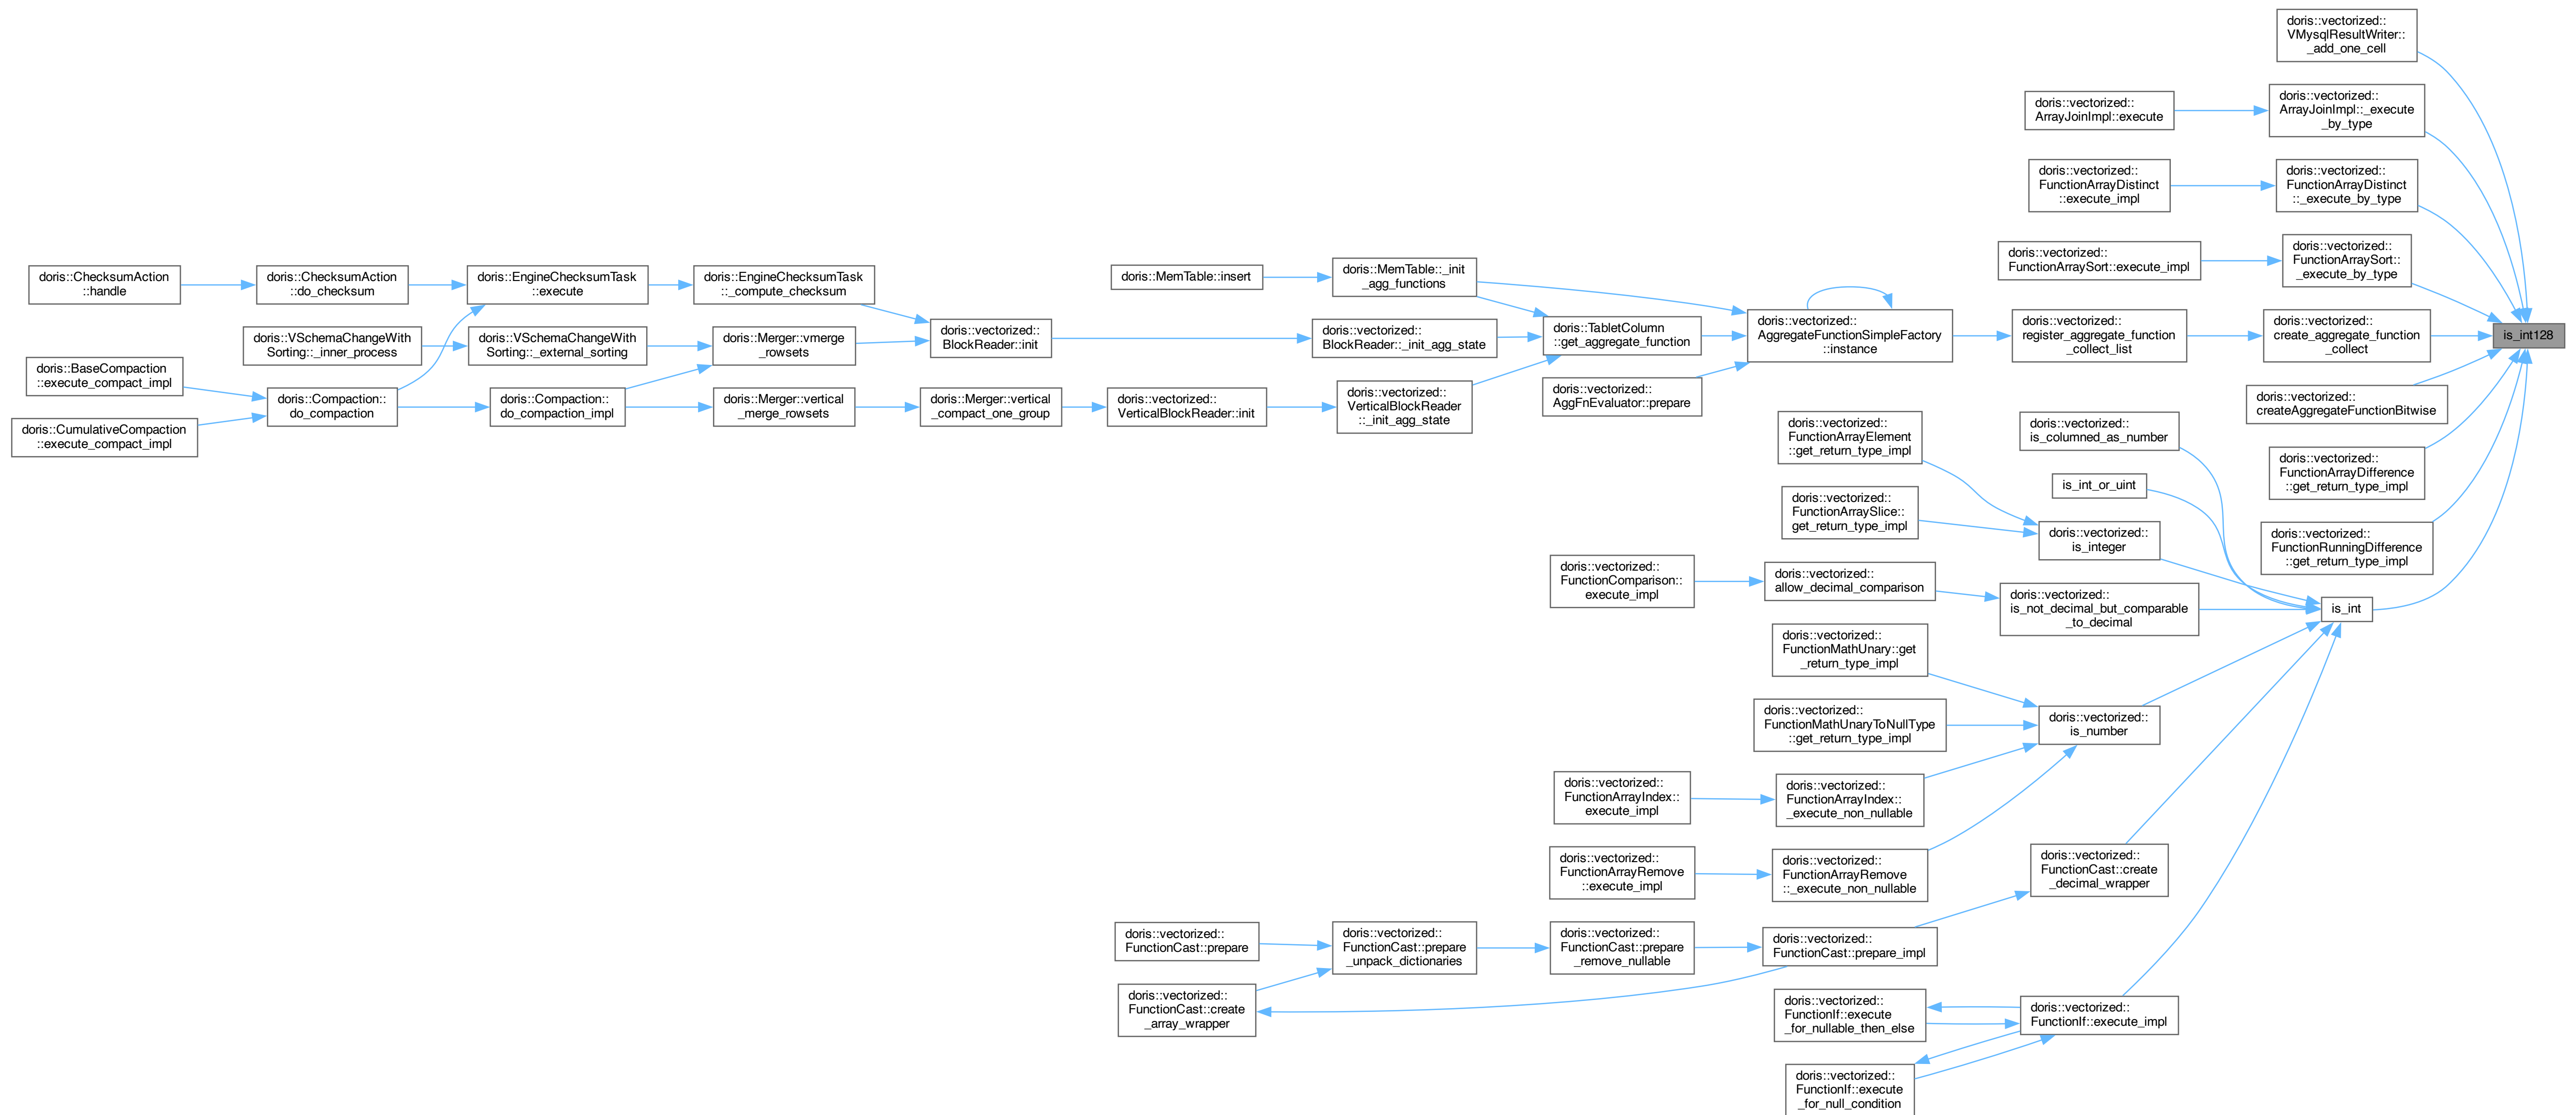 doris::ChecksumAction
::handle
doris::BaseCompaction
::execute_compact_impl
doris::CumulativeCompaction
::execute_compact_impl
doris::ChecksumAction
::do_checksum
doris::VSchemaChangeWith
Sorting::_inner_process
doris::Compaction::
do_compaction
doris::EngineChecksumTask
::execute
doris::VSchemaChangeWith
Sorting::_external_sorting
doris::Compaction::
do_compaction_impl
doris::EngineChecksumTask
::_compute_checksum
doris::Merger::vmerge
_rowsets
doris::Merger::vertical
_merge_rowsets
doris::vectorized::
BlockReader::init
doris::Merger::vertical
_compact_one_group
doris::MemTable::insert
doris::vectorized::
VerticalBlockReader::init
doris::vectorized::
FunctionCast::prepare
doris::vectorized::
FunctionCast::create
_array_wrapper
doris::MemTable::_init
_agg_functions
doris::vectorized::
BlockReader::_init_agg_state
doris::vectorized::
VerticalBlockReader
::_init_agg_state
doris::vectorized::
FunctionCast::prepare
_unpack_dictionaries
doris::TabletColumn
::get_aggregate_function
doris::vectorized::
AggFnEvaluator::prepare
doris::vectorized::
FunctionComparison::
execute_impl
doris::vectorized::
FunctionArrayIndex::
execute_impl
doris::vectorized::
FunctionArrayRemove
::execute_impl
doris::vectorized::
FunctionCast::prepare
_remove_nullable
doris::vectorized::
AggregateFunctionSimpleFactory
::instance
doris::vectorized::
FunctionArrayElement
::get_return_type_impl
doris::vectorized::
FunctionArraySlice::
get_return_type_impl
doris::vectorized::
allow_decimal_comparison
doris::vectorized::
FunctionMathUnary::get
_return_type_impl
doris::vectorized::
FunctionMathUnaryToNullType
::get_return_type_impl
doris::vectorized::
FunctionArrayIndex::
_execute_non_nullable
doris::vectorized::
FunctionArrayRemove
::_execute_non_nullable
doris::vectorized::
FunctionCast::prepare_impl
doris::vectorized::
FunctionIf::execute
_for_nullable_then_else
doris::vectorized::
FunctionIf::execute
_for_null_condition
doris::vectorized::
ArrayJoinImpl::execute
doris::vectorized::
FunctionArrayDistinct
::execute_impl
doris::vectorized::
FunctionArraySort::execute_impl
doris::vectorized::
register_aggregate_function
_collect_list
doris::vectorized::
is_columned_as_number
is_int_or_uint
doris::vectorized::
is_integer
doris::vectorized::
is_not_decimal_but_comparable
_to_decimal
doris::vectorized::
is_number
doris::vectorized::
FunctionCast::create
_decimal_wrapper
doris::vectorized::
FunctionIf::execute_impl
doris::vectorized::
VMysqlResultWriter::
_add_one_cell
doris::vectorized::
ArrayJoinImpl::_execute
_by_type
doris::vectorized::
FunctionArrayDistinct
::_execute_by_type
doris::vectorized::
FunctionArraySort::
_execute_by_type
doris::vectorized::
create_aggregate_function
_collect
doris::vectorized::
createAggregateFunctionBitwise
doris::vectorized::
FunctionArrayDifference
::get_return_type_impl
doris::vectorized::
FunctionRunningDifference
::get_return_type_impl
is_int
is_int128